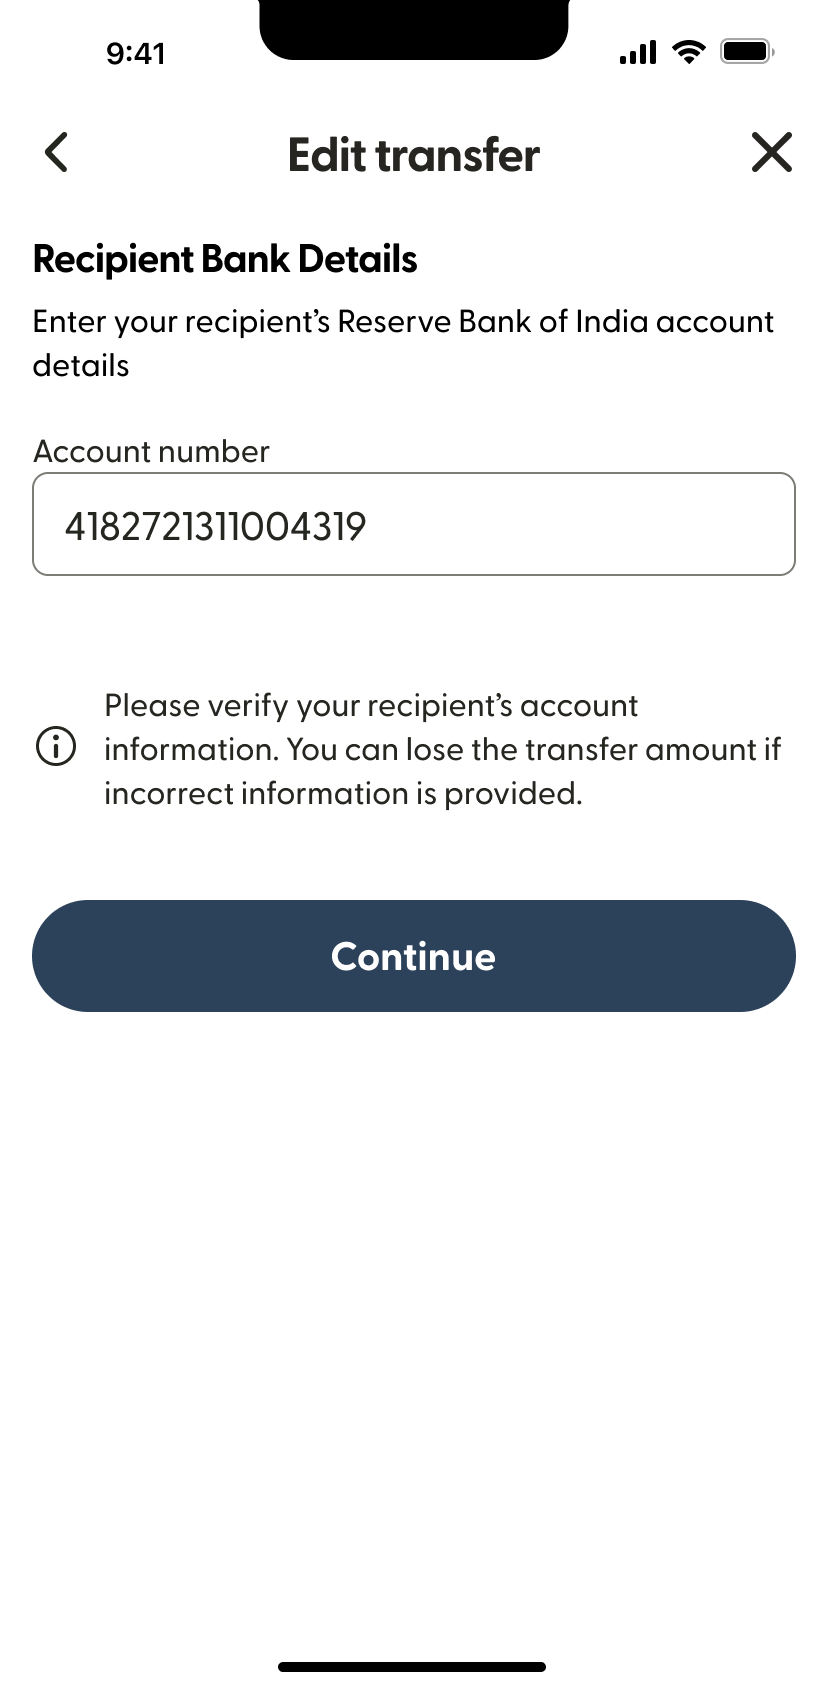 9:41
Edit transfer
Recipient Bank Details
Enter your recipient’s Reserve Bank of India account
details
Account number
4182721311004319
Please verify your recipient’s account
information. You can lose the transfer amount if
incorrect information is provided.
Continue